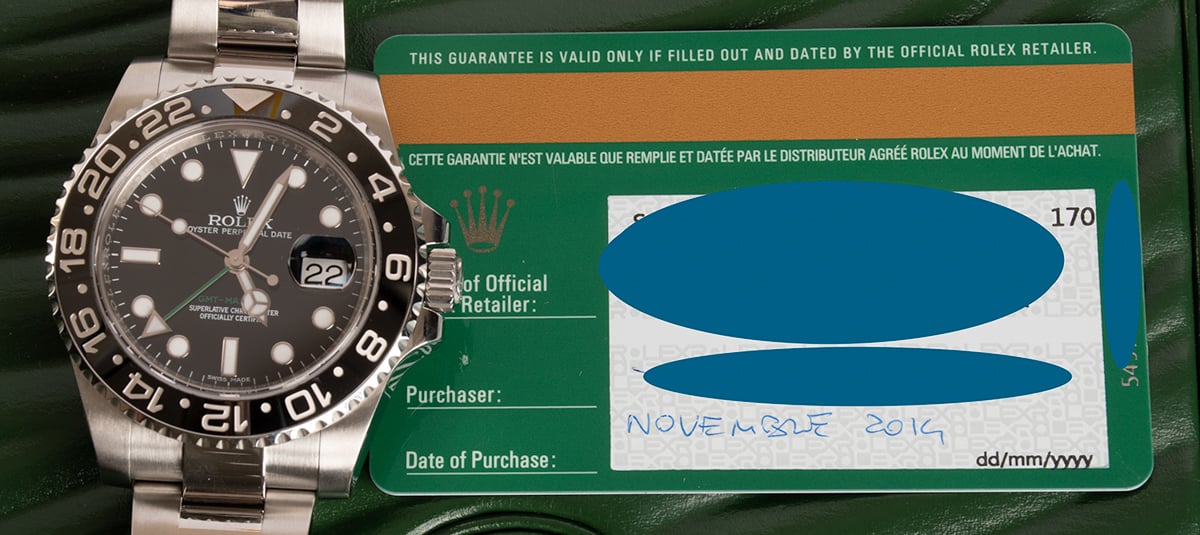 THIS GUARANTEE IS VALID ONLY IF FILLED OUT AND DATED BY THE OFFICIAL ROLEX RETAILER.
CETTE GARANTIE N'EST VALABLE QUE REMPLIE ET DATÉE PAR LE DISTRIBUTEUR AGRÉÉ ROLEX AU MOMENT DE L'ACHAT.
170
of Official
Retailer:
Purchaser:
NOVEMBRE 2014
Date of Purchase:
dd/mm/yyyy
22
2
4
6
8
10
12
14
16
18
20
ROLEX
OYSTER PERPETUAL DATE
22
GMT-MA
SUPERLATIVE CHRONOMETER
OFFICIALLY CERTIFI
SWISS MADE